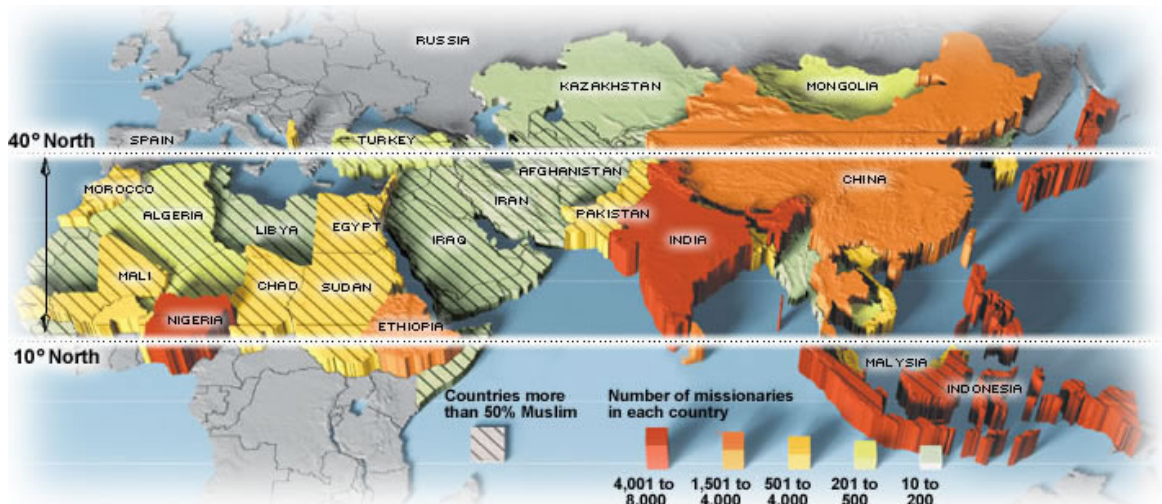 RUSSIA
KAZAKHSTAN
MONGOLIA
40° North
SPAIN
TURKEY
AFGHANISTAN
MOROCCO
CHINA
IRAN
ALGERIA
PAKISTAN
EGYPT
LIBYA
IRAQ
INDIA
MALI
CHAD
SUDAN
NIGERIA
ETHIOPIA
10° North
MALYSIA
INDONESIA
Countries more
than 50% Muslim
Number of missionaries
in each country
4,001 to
8,000
1,501 to
4,000
501 to
4,000
201 to
500
10 to
200